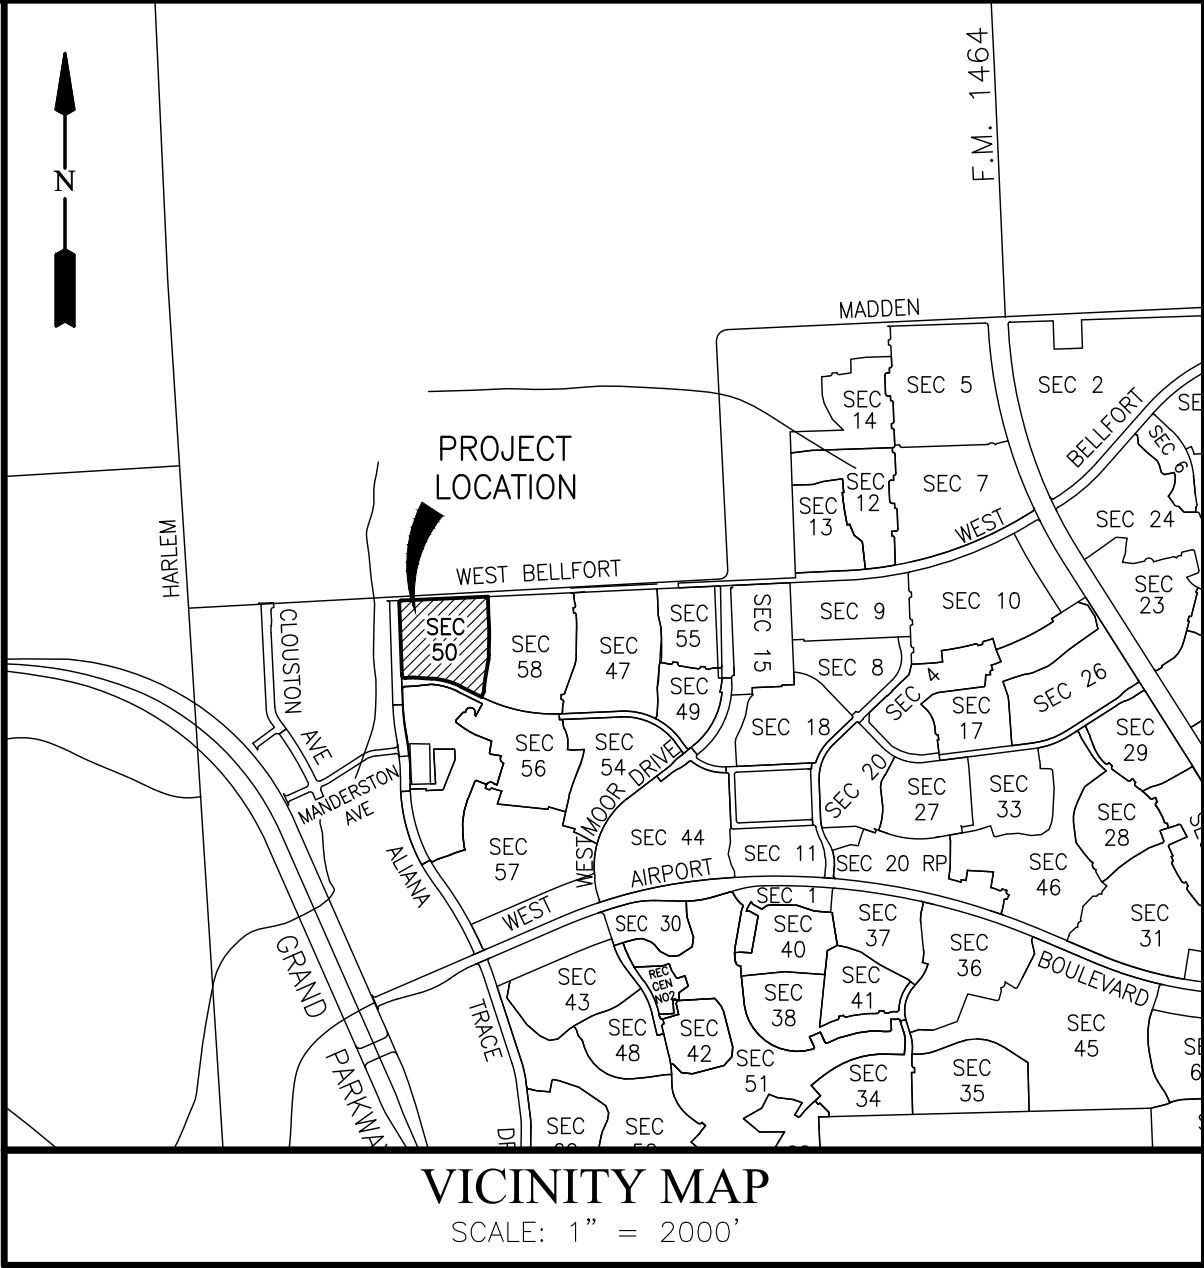 F.M. 1464
N
MADDEN
SEC 5
SEC 2
SEC
14
BELLFORT
SEC 6
PROJECT
LOCATION
SEC
12
SEC 7
SEC
13
WEST
SEC 24
HARLEM
WEST BELLFORT
SEC
23
CLOUSTON
AVE
SEC
50
SEC
58
SEC
47
SEC
55
SEC 15
SEC 9
SEC 10
SEC 8
SEC
49
SEC 4
SEC 26
SEC
17
SEC 18
SEC
29
SEC
56
SEC
54
WESTMOOR DRIVE
MANDERSTON
AVE
SEC 20
SEC
27
SEC
33
SEC
28
SEC
57
SEC 44
SEC 11
SEC 20 RP
SEC
46
ALIANA
WEST
AIRPORT
SEC 1
SEC 30
SEC
40
SEC
37
SEC
36
SEC
31
GRAND
SEC
43
REC
CEN
NO2
SEC
38
SEC
41
BOULEVARD
TRACE
SEC
48
SEC
42
SEC
51
SEC
45
PARKWAY
SEC
34
SEC
35
SEC
SEC
VICINITY MAP
SCALE: 1" = 2000'